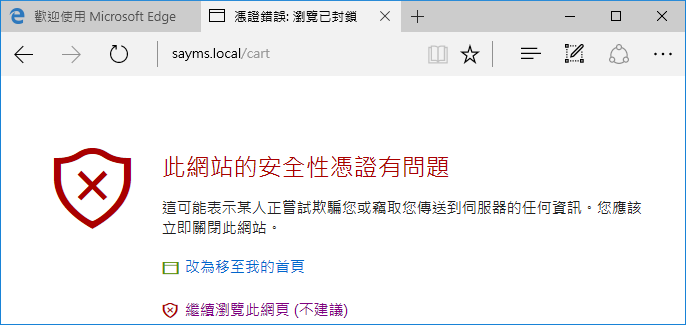 歡迎使用 Microsoft Edge
憑證錯誤: 瀏覽已封鎖
sayms.local/cart
此網站的安全性憑證有問題
這可能表示某人正嘗試欺騙您或竊取您傳送到伺服器的任何資訊。您應該
立即關閉此網站。
改為移至我的首頁
繼續瀏覽此網頁 (不建議)